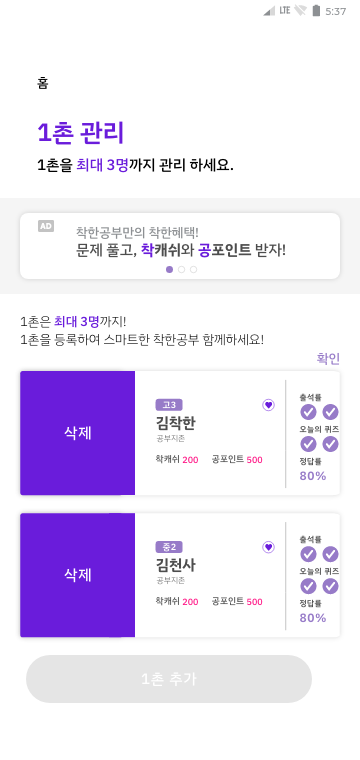 LTE 5:37
홈
1촌 관리
1촌을 최대 3명까지 관리 하세요.
AD
착한공부만의 착한혜택!
문제 풀고, 착캐쉬와 공포인트 받자!
1촌은 최대 3명까지!
1촌을 등록하여 스마트한 착한공부 함께하세요!
확인
삭제
고3
김착한
공부지존
착캐쉬 200 공포인트 500
출석률
오늘의 퀴즈
정답률
80%
삭제
중2
김천사
공부지존
착캐쉬 200 공포인트 500
출석률
오늘의 퀴즈
정답률
80%
1촌 추가